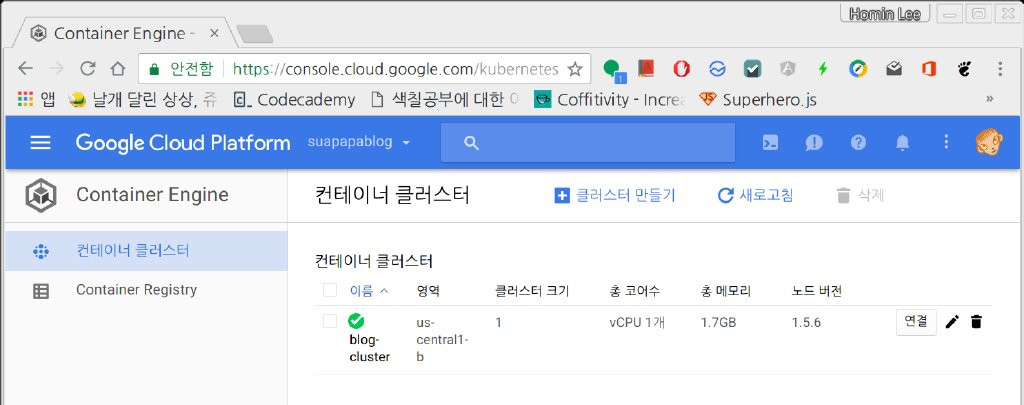 Homin Lee
Container Engine -
안전함 https://console.cloud.google.com/kubernetes
1
앱 날개 달린 상상, 쥬 Codecademy 색칠공부에 대한 Coffitivity - Increa Superhero.js »
Google Cloud Platform suapapablog
Container Engine 컨테이너 클러스터 클러스터 만들기 새로고침 삭제
컨테이너 클러스터
Container Registry
컨테이너 클러스터
이름 영역 클러스터 크기 총 코어수 총 메모리 노드 버전
blog-cluster us-central1-b 1 vCPU 1개 1.7GB 1.5.6 연결